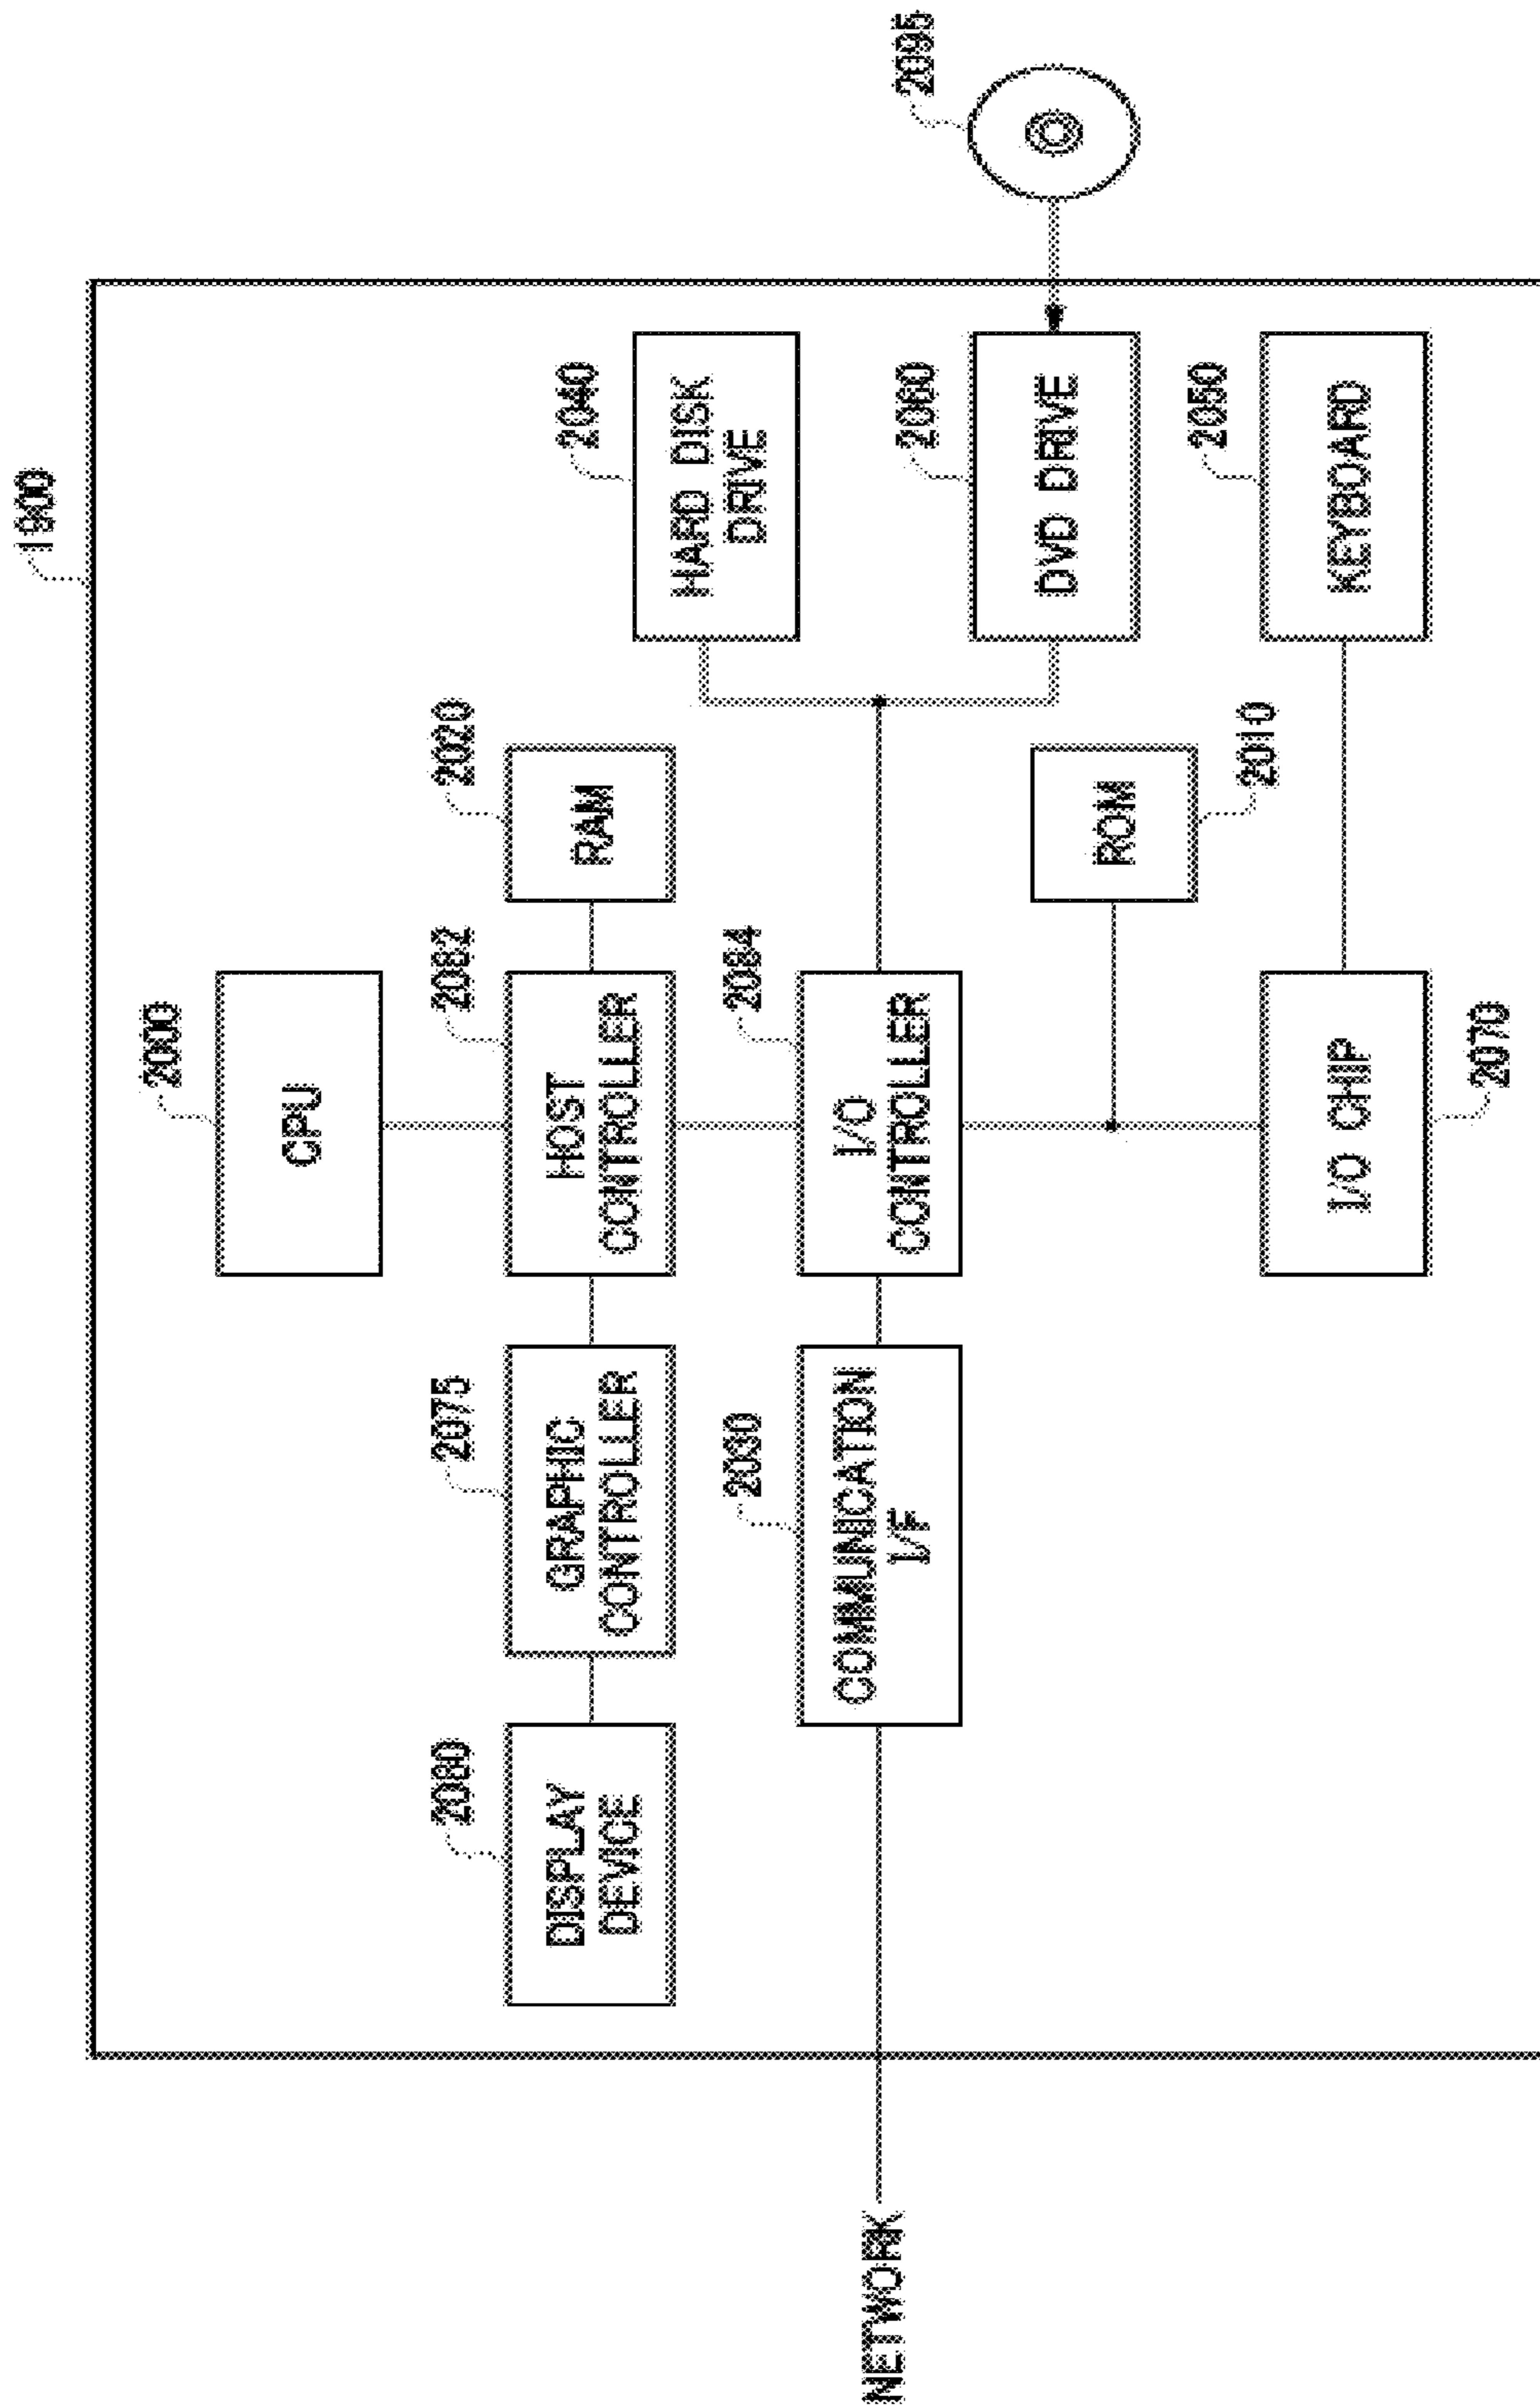 1900
2000
CPU
2080
DISPLAY
DEVICE
2075
GRAPHIC
CONTROLLER
2082
HOST
CONTROLLER
2020
RAM
2040
HARD DISK
DRIVE
NETWORK
2030
COMMUNICATION
I/F
2084
I/O
CONTROLLER
2060
DVD DRIVE
2095
ROM
2010
I/O CHIP
2070
2050
KEYBOARD